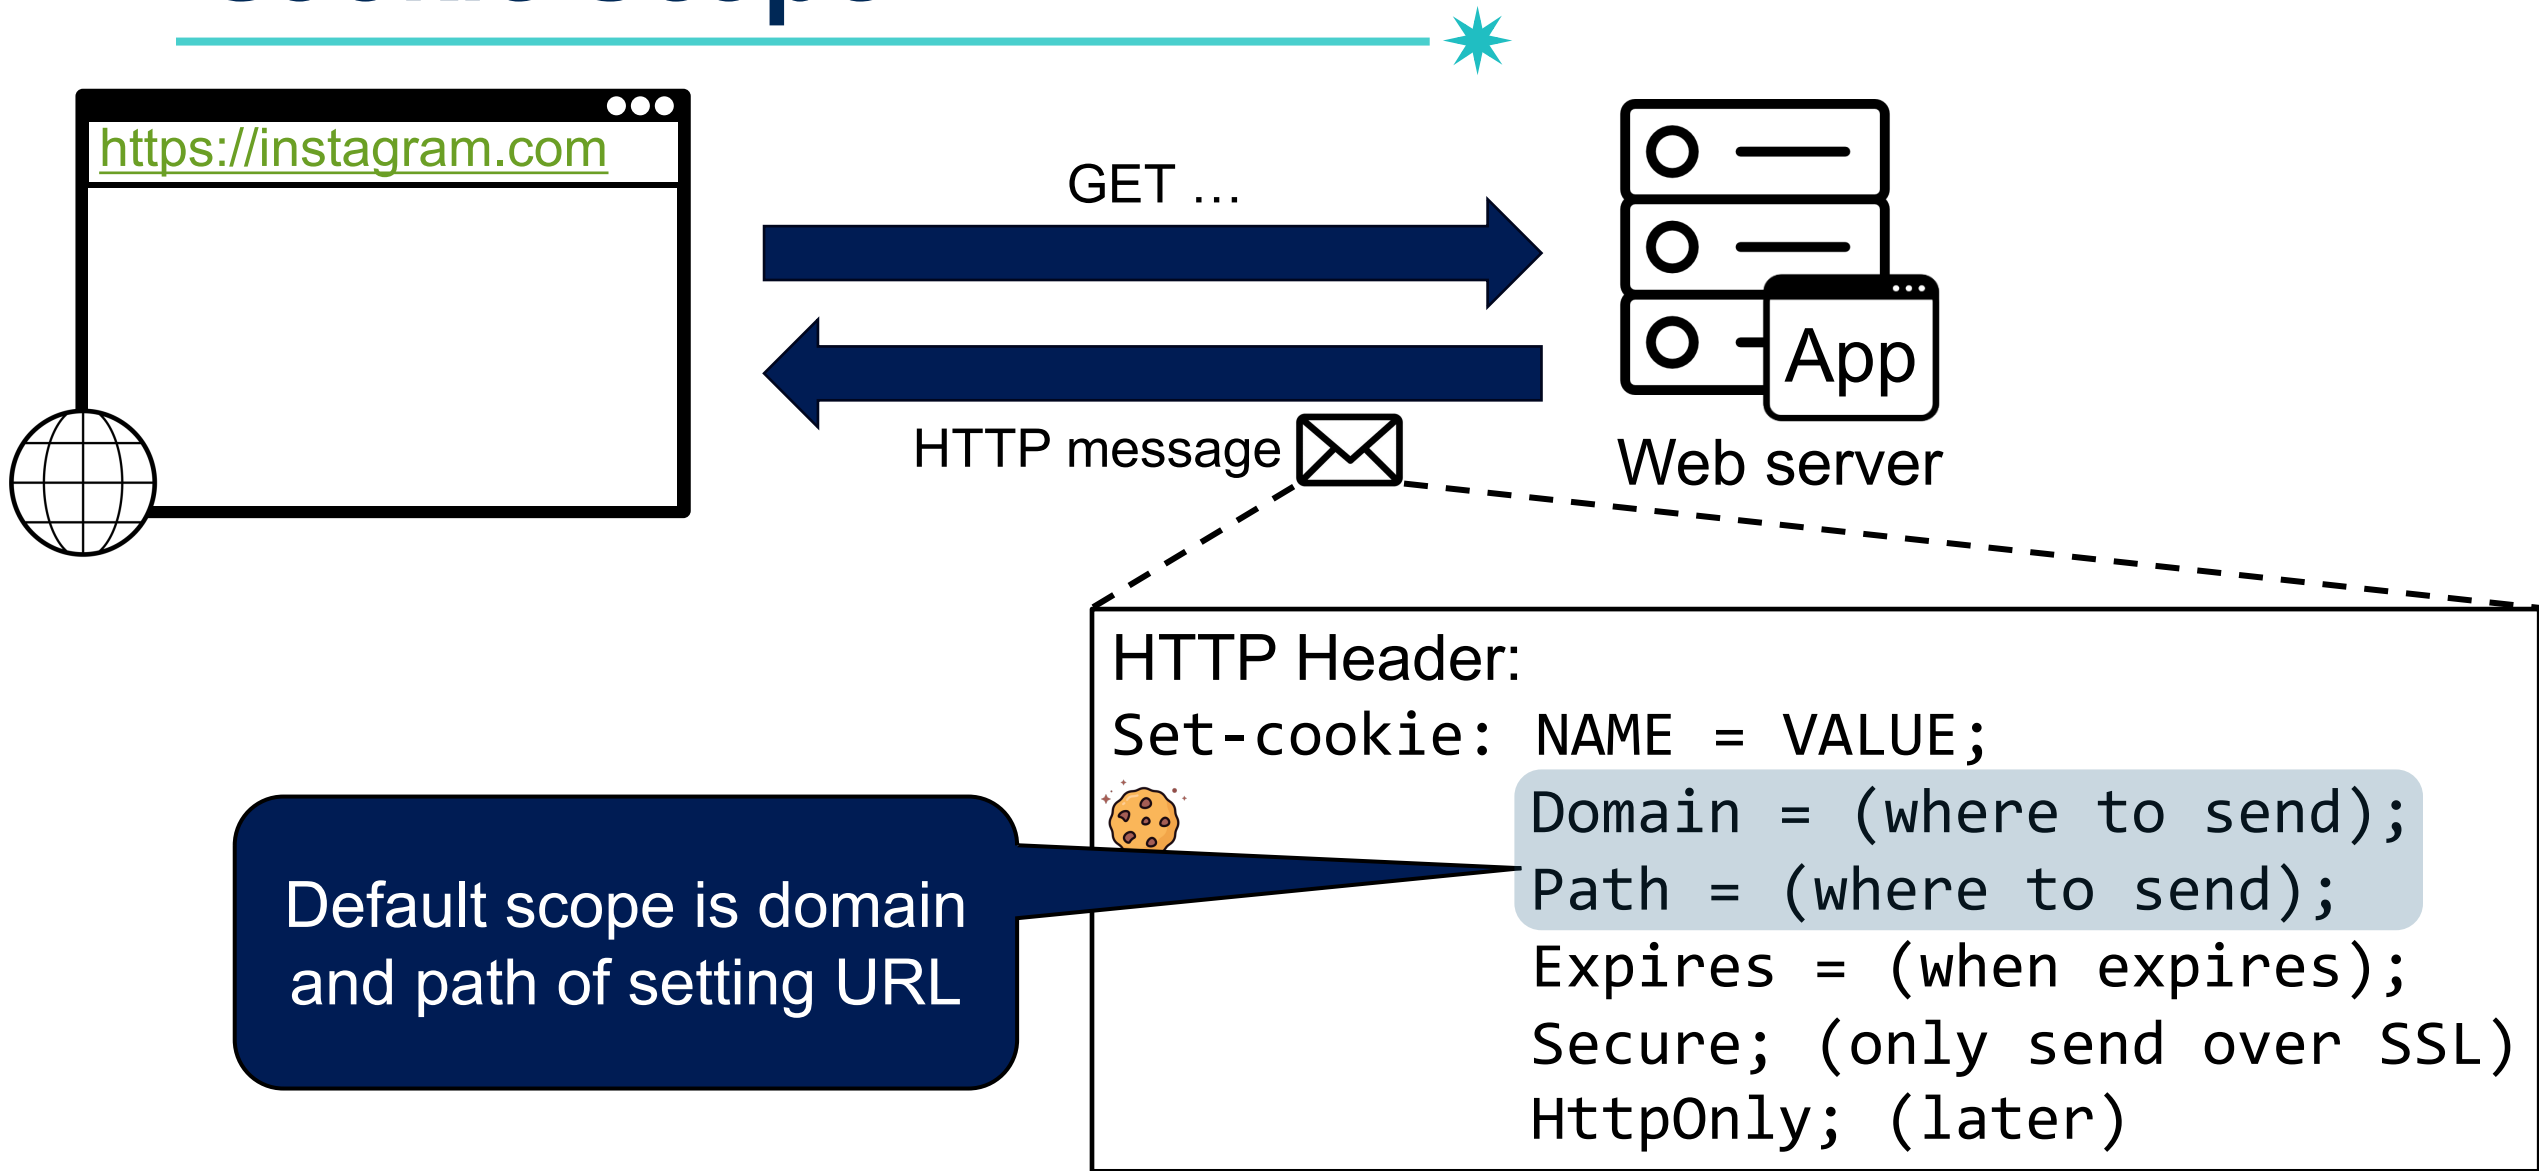 Cookie Scope
https://instagram.com
GET …
App
HTTP message
Web server
HTTP Header:
Set-cookie: NAME = VALUE;
Domain = (where to send);
Path = (where to send);
Expires = (when expires);
Secure; (only send over SSL)
HttpOnly; (later)
Default scope is domain
and path of setting URL